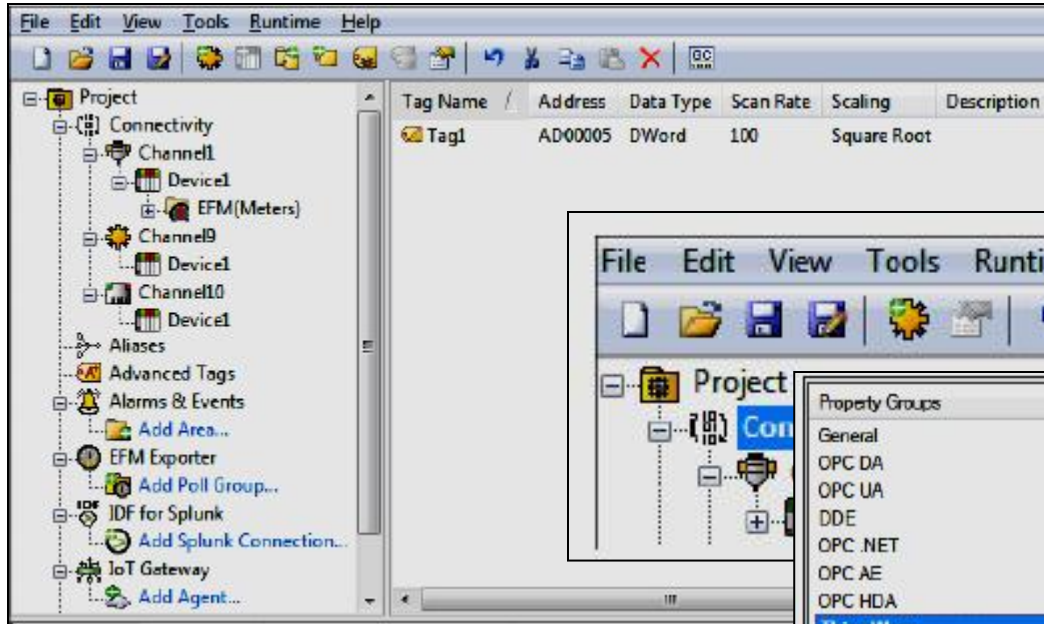 File Edit View Tools Runtime Help
Project
Connectivity
Channel1
Device1
EFM(Meters)
Channel9
Device1
Channel10
Device1
Aliases
Advanced Tags
Alarms & Events
Add Area...
EFM Exporter
Add Poll Group...
IDF for Splunk
Add Splunk Connection...
IoT Gateway
Add Agent...
Tag Name Address Data Type Scan Rate Scaling Description
Tag1 AD00005 DWord 100 Square Root
File Edit View Tools Runti
Project
Con
Property Groups
General
OPC DA
OPC UA
DDE
OPC .NET
OPC AE
OPC HDA